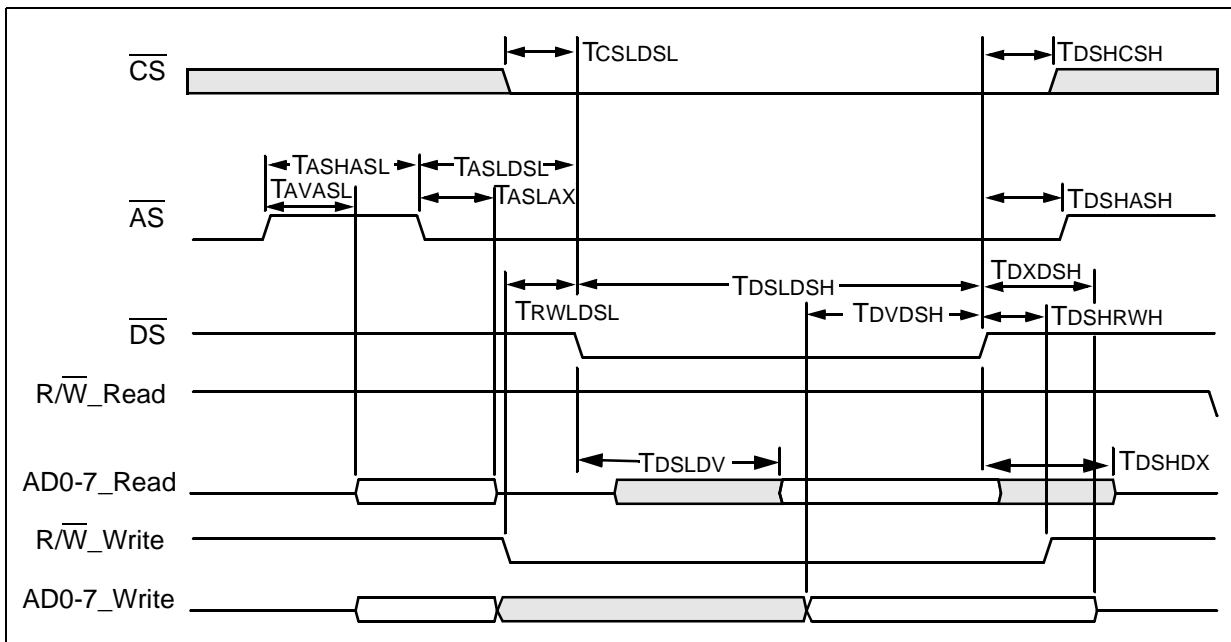 CS
TCSLDSL
TDSHCSH
TASHASL
TASLDSL
TAVASL
TASLAX
AS
TDSHASH
TDXDSH
TDSLDSH
TRWLDSL
TDVDSH
TDSHRWH
DS
R/W_Read
TDSLDV
TDSHDX
AD0-7_Read
R/W_Write
AD0-7_Write